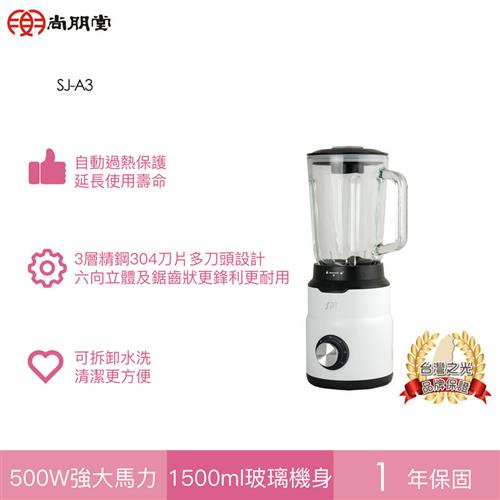 尚朋堂
SJ-A3
自動過熱保護
延長使用壽命
3層精鋼304刀片多刀頭設計
六向立體及鋸齒狀更鋒利更耐用
可拆卸水洗
清潔更方便
SPT
台灣之光
品牌保證
500W強大馬力
1500ml玻璃機身
1 年保固